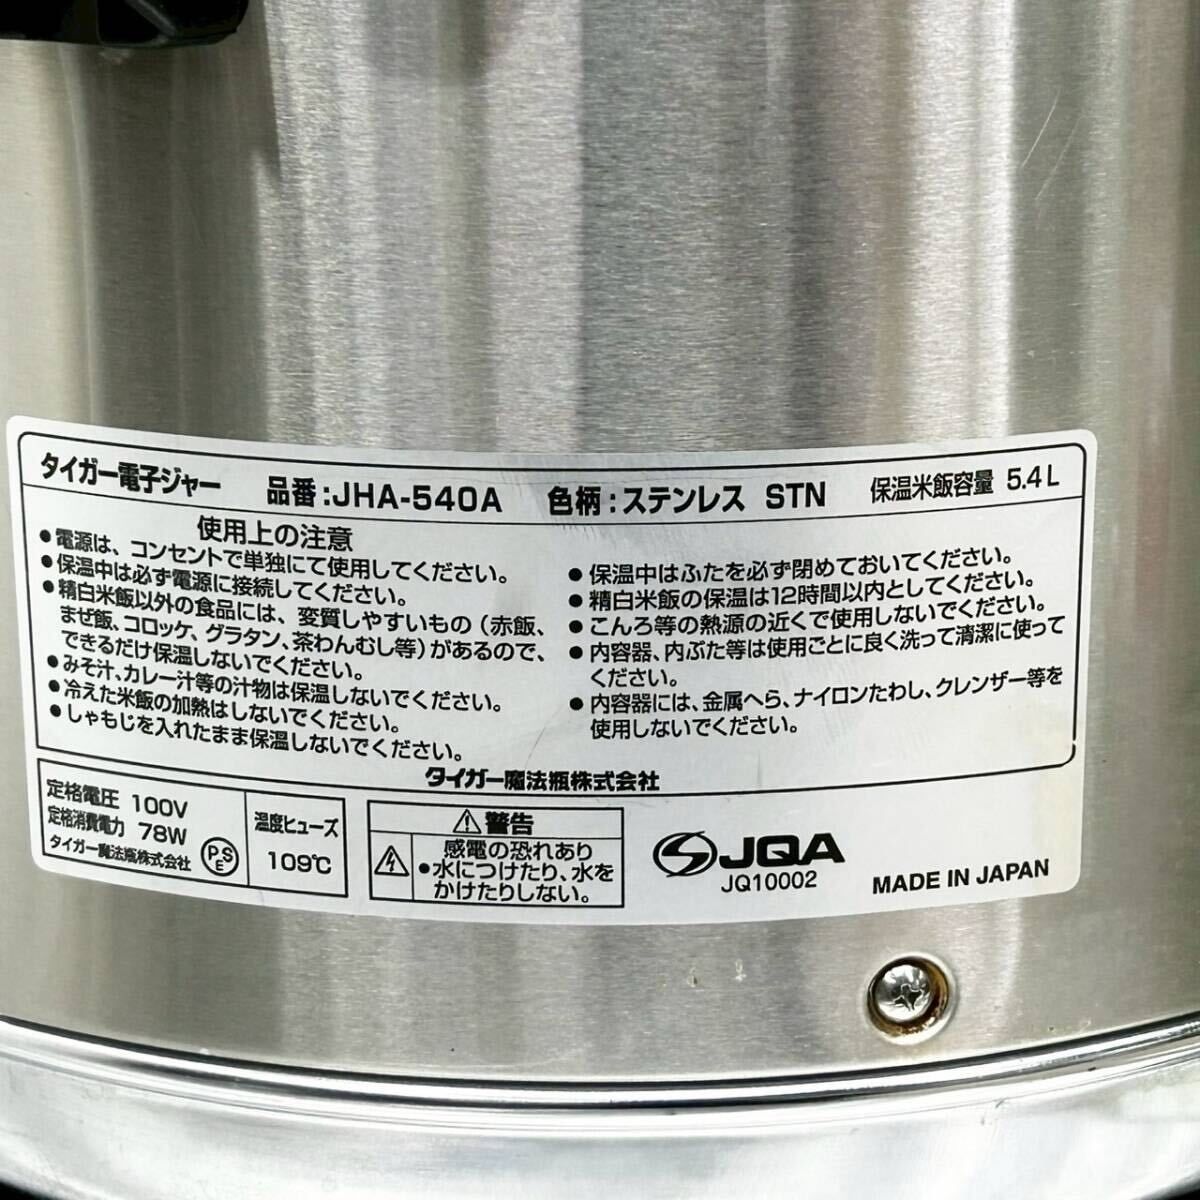 タイガー電子ジャー 品番:JHA-540A 色柄:ステンレス STN 保温米飯容量 5.4L
使用上の注意
●電源は、コンセントで単独にて使用してください。
●保温中は必ず電源に接続してください。
●精白米飯以外の食品には、変質しやすいもの(赤飯、
まぜ飯、コロッケ、グラタン、茶わんむし等)があるので、
できるだけ保温しないでください。
●みそ汁、カレー汁等の汁物は保温しないでください。
●冷えた米飯の加熱はしないでください。
●しゃもじを入れたまま保温しないでください。
●保温中はふたを必ず閉めておいてください。
●精白米飯の保温は12時間以内としてください。
●こんろ等の熱源の近くで使用しないでください。
●内容器、内ぶた等は使用ごとに良く洗って清潔に使って
ください。
●内容器には、金属へら、ナイロンたわし、クレンザー等を
使用しないでください。
タイガー魔法瓶株式会社
定格電圧 100V
定格消費電力 78W
タイガー魔法瓶株式会社
PSE
温度ヒューズ
109℃
⚠警告
感電の恐れあり
●水につけたり、水を
かけたりしない。
JQA
JQ10002
MADE IN JAPAN